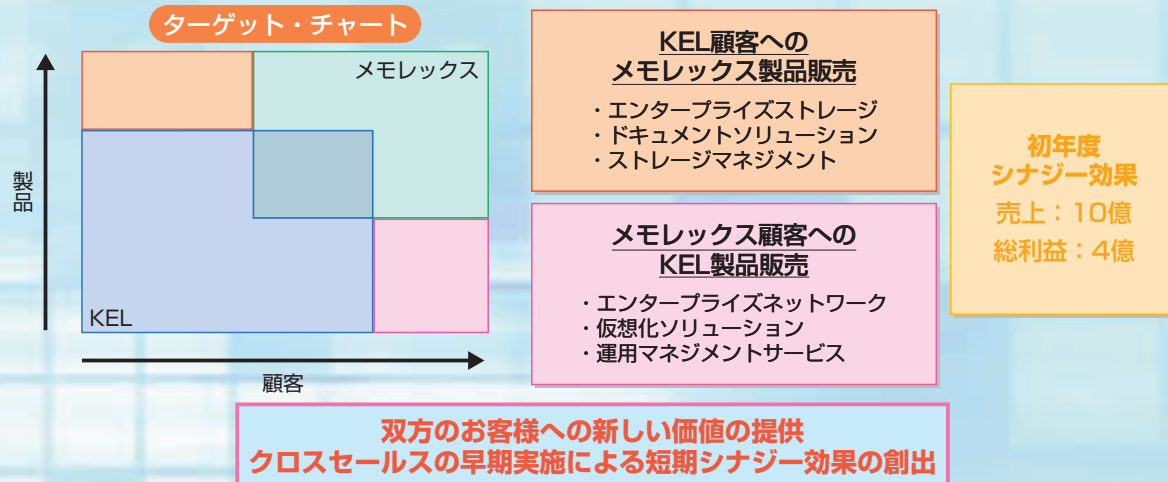 ターゲット・チャート
メモレックス
製品
KEL
顧客
KEL顧客への
メモレックス製品販売
・エンタープライズストレージ
・ドキュメントソリューション
・ストレージマネジメント
メモレックス顧客への
KEL製品販売
・エンタープライズネットワーク
・仮想化ソリューション
・運用マネジメントサービス
初年度
シナジー効果
売上：10億
総利益：4億
双方のお客様への新しい価値の提供
クロスセールスの早期実施による短期シナジー効果の創出